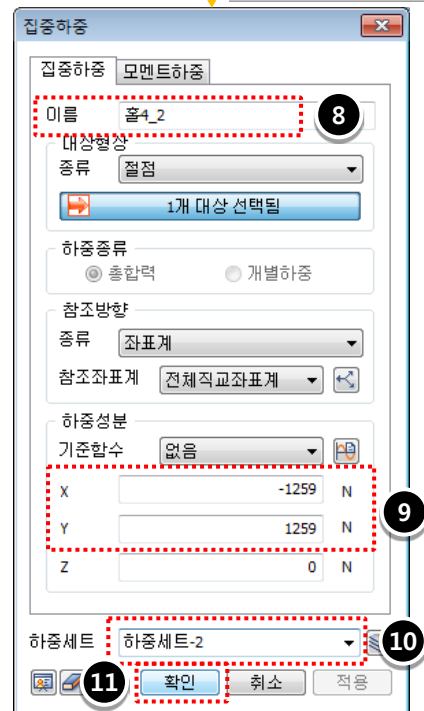 집중하중
집중하중 모멘트하중
이름 홀4_2 8
대상형상
종류 절점
1개 대상 선택됨
하중종류
총합력 개별하중
참조방향
종류 좌표계
참조좌표계 전체직교좌표계
하중성분
기준함수 없음
X -1259 N
9
Y 1259 N
Z 0 N
하중세트 하중세트-2 10
11 확인 취소 적용